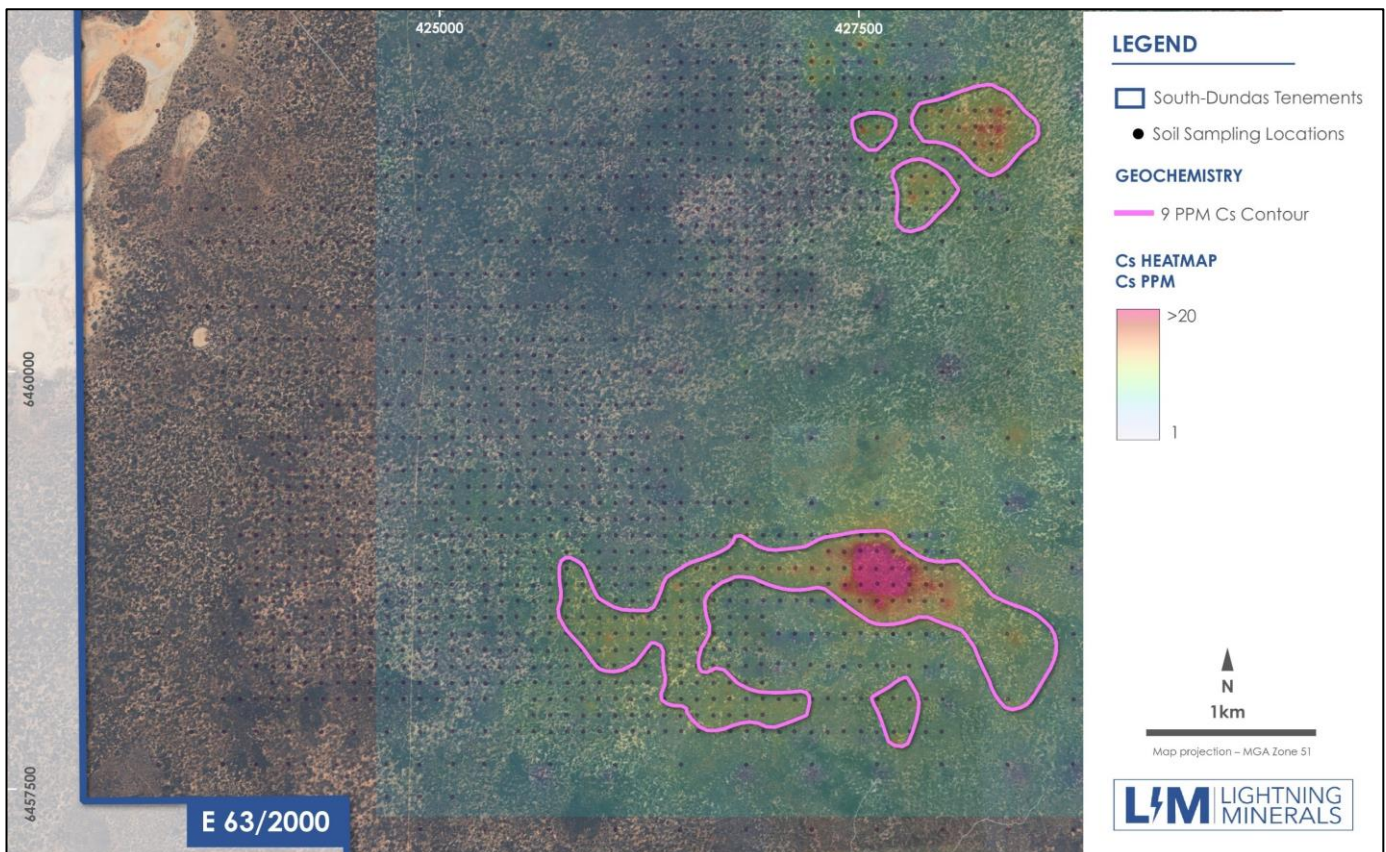 425000
427500
6460000
6457500
E 63/2000
LEGEND
South-Dundas Tenements
Soil Sampling Locations
GEOCHEMISTRY
9 PPM Cs Contour
Cs HEATMAP
Cs PPM
>20
1
N
1km
Map projection – MGA Zone 51
LM LIGHTNING
MINERALS